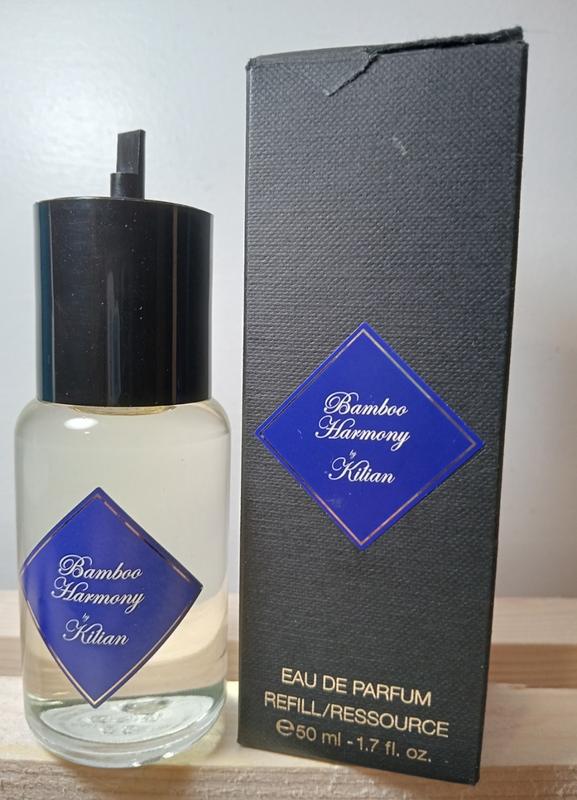 Bamboo
Harmony
by
Kilian
Bamboo
Harmony
by
Kilian
EAU DE PARFUM
REFILL/RESSOURCE
℮50 ml - 1.7 fl. oz.